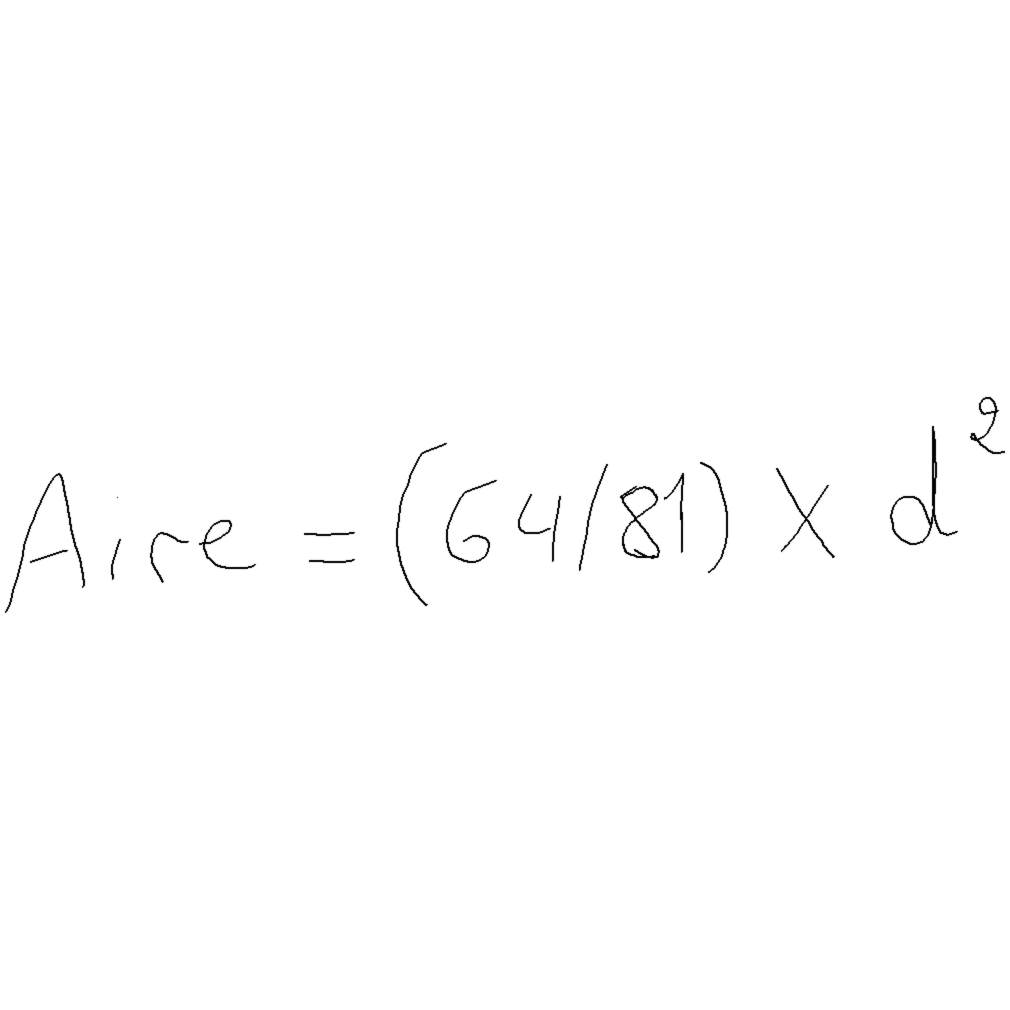 Aire = (64/81) X d²